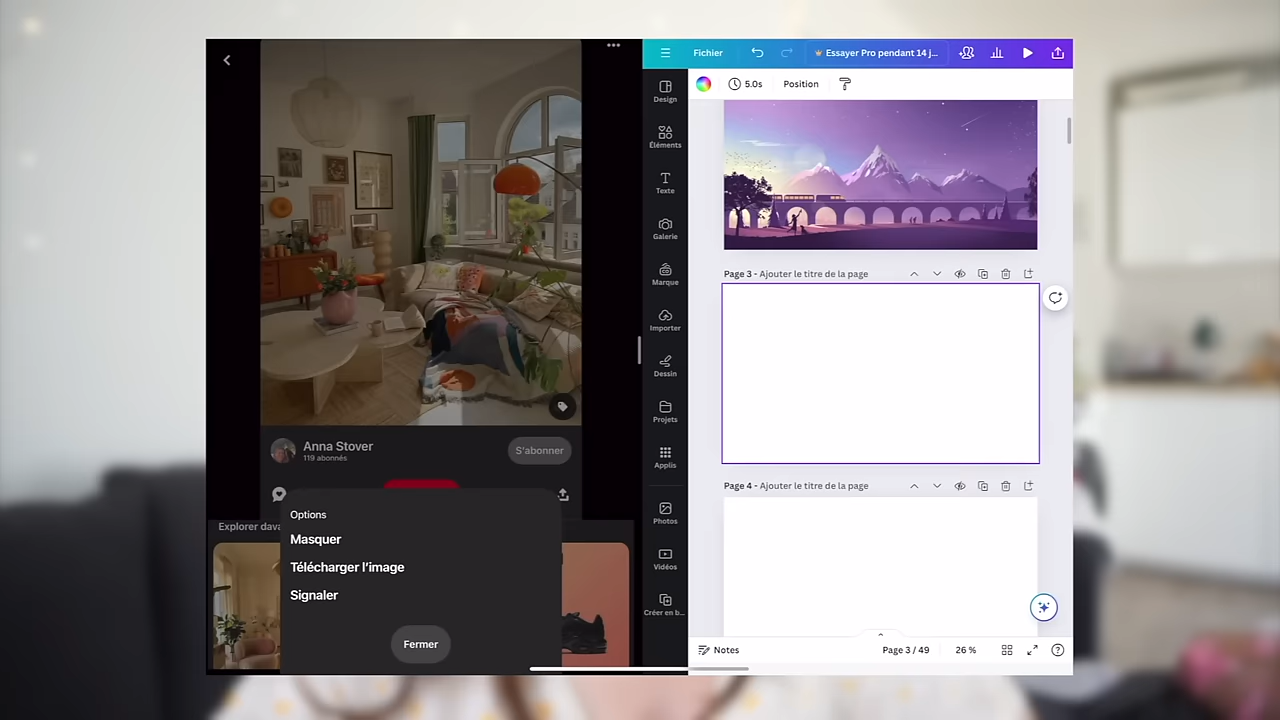 Anna Stover
119 abonnés
S'abonner
Explorer dava
Options
Masquer
Télécharger l'image
Signaler
Fermer
Fichier
Essayer Pro pendant 14 j...
5.0s
Position
Design
Éléments
Texte
Galerie
Marque
Importer
Dessin
Projets
Applis
Photos
Vidéos
Créer en b...
Page 3 - Ajouter le titre de la page
Page 4 - Ajouter le titre de la page
Notes
Page 3 / 49
26 %